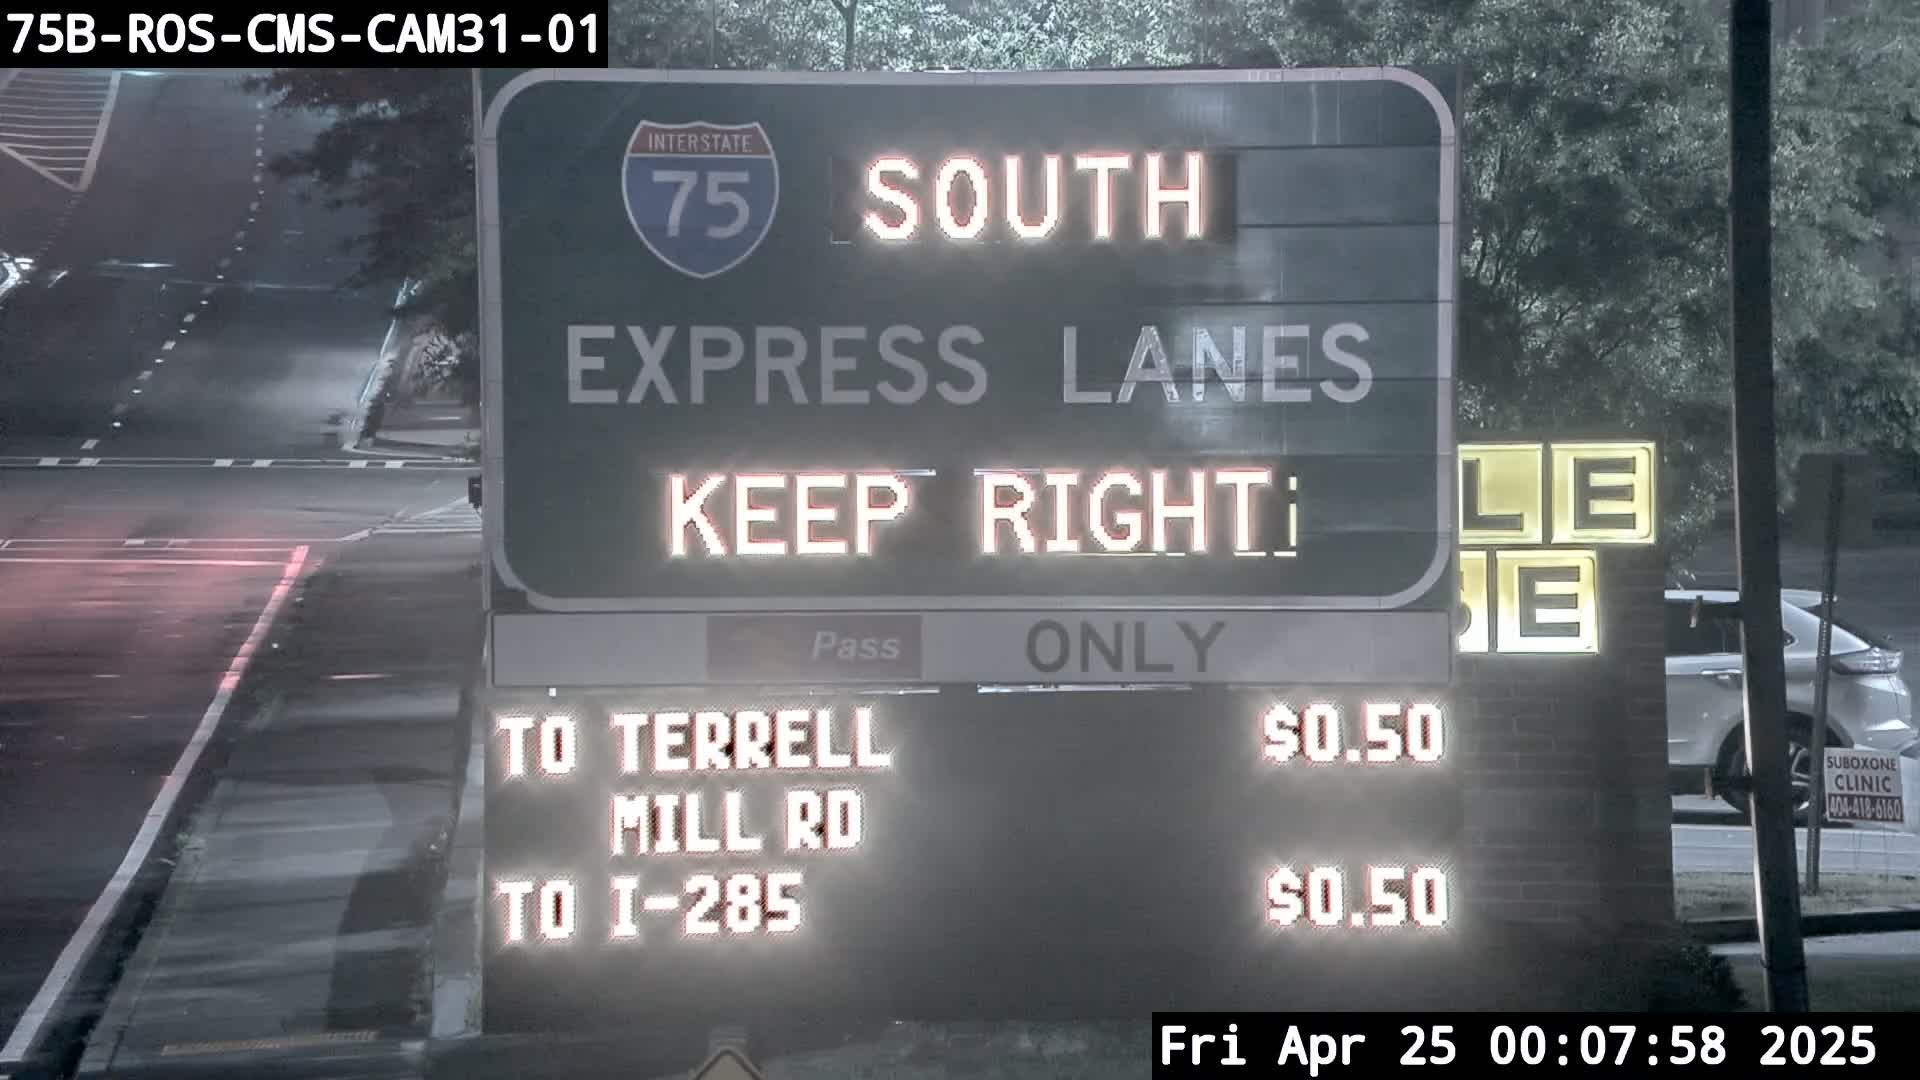 75B-ROS-CMS-CAM31-01
INTERSTATE
75
SOUTH
EXPRESS LANES
KEEP RIGHT
Pass ONLY
TO TERRELL $0.50
MILL RD
TO I-285 $0.50
LE
E
SUBOXONE
CLINIC
404-418-6160
Fri Apr 25 00:07:58 2025